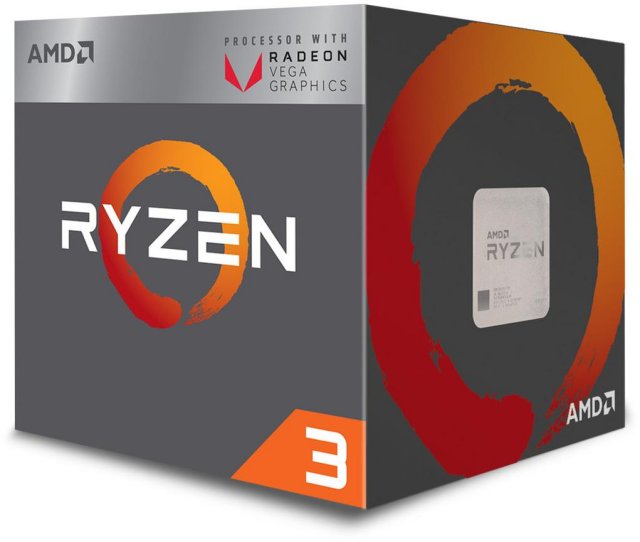 AMD
PROCESSOR WITH
RADEON
VEGA
GRAPHICS
RYZEN
3
AMD
RYZEN
AMD